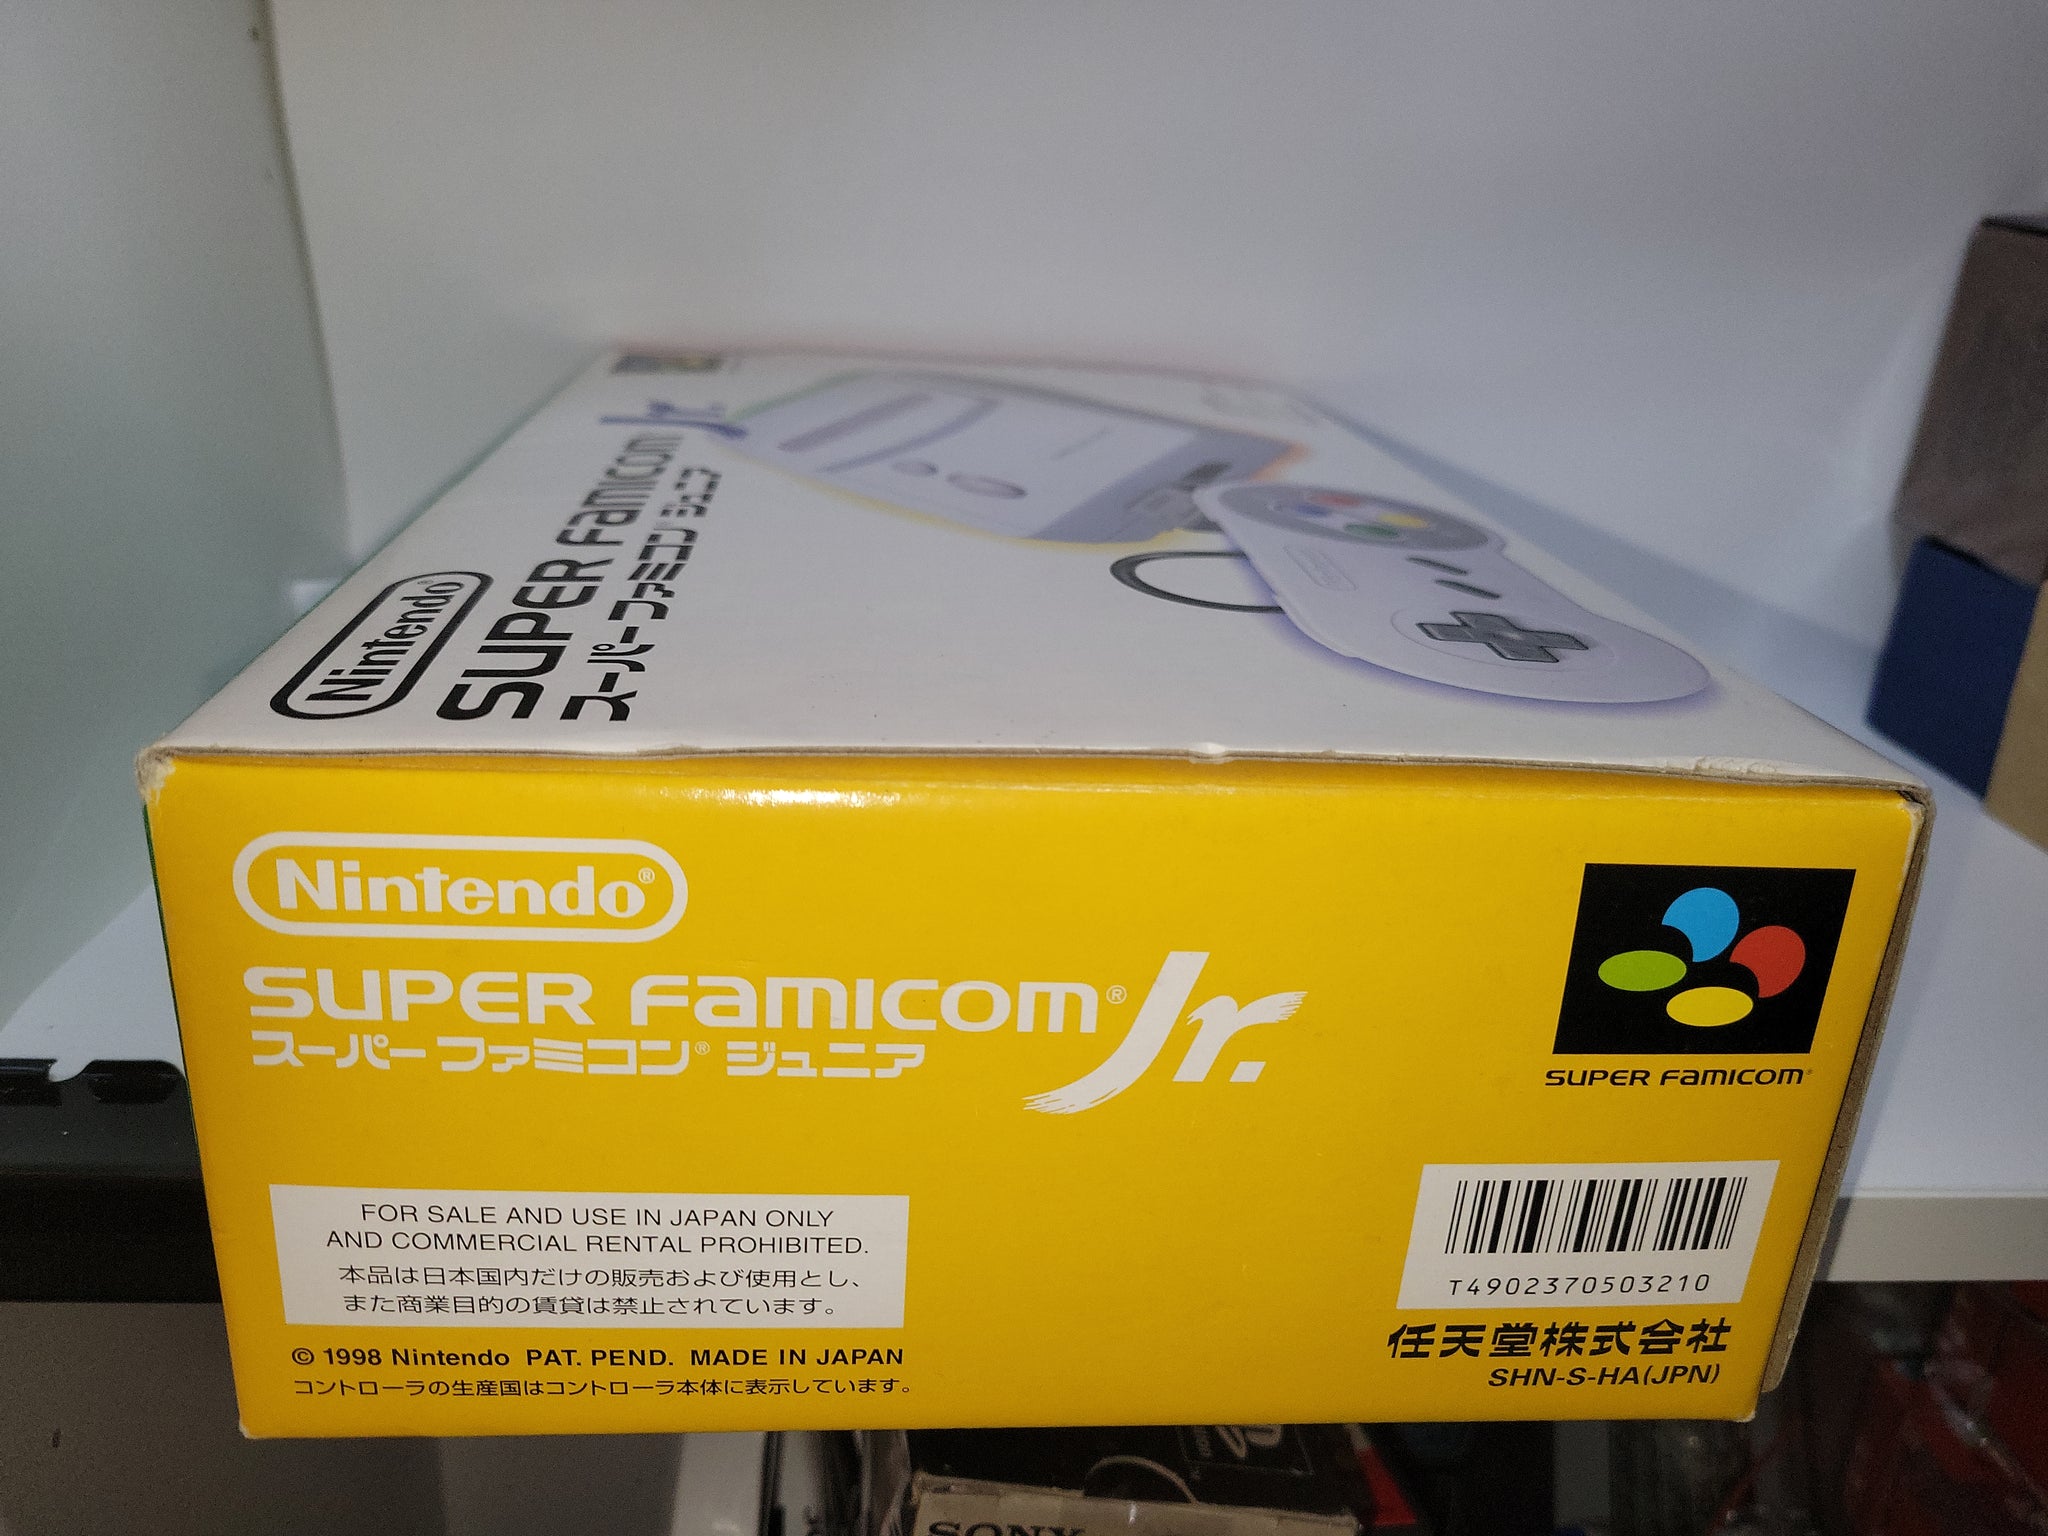 Nintendo®
SUPER FAMICOM Jr.
スーパーファミコン ジュニア
Nintendo®
SUPER FAMICOM® Jr.
スーパーファミコン® ジュニア
SUPER FAMICOM®
FOR SALE AND USE IN JAPAN ONLY
AND COMMERCIAL RENTAL PROHIBITED.
本品は日本国内だけの販売および使用とし、
また商業目的の賃貸は禁止されています。
© 1998 Nintendo PAT. PEND. MADE IN JAPAN
コントローラの生産国はコントローラ本体に表示しています。
T4902370503210
任天堂株式会社
SHN-S-HA(JPN)
SONY